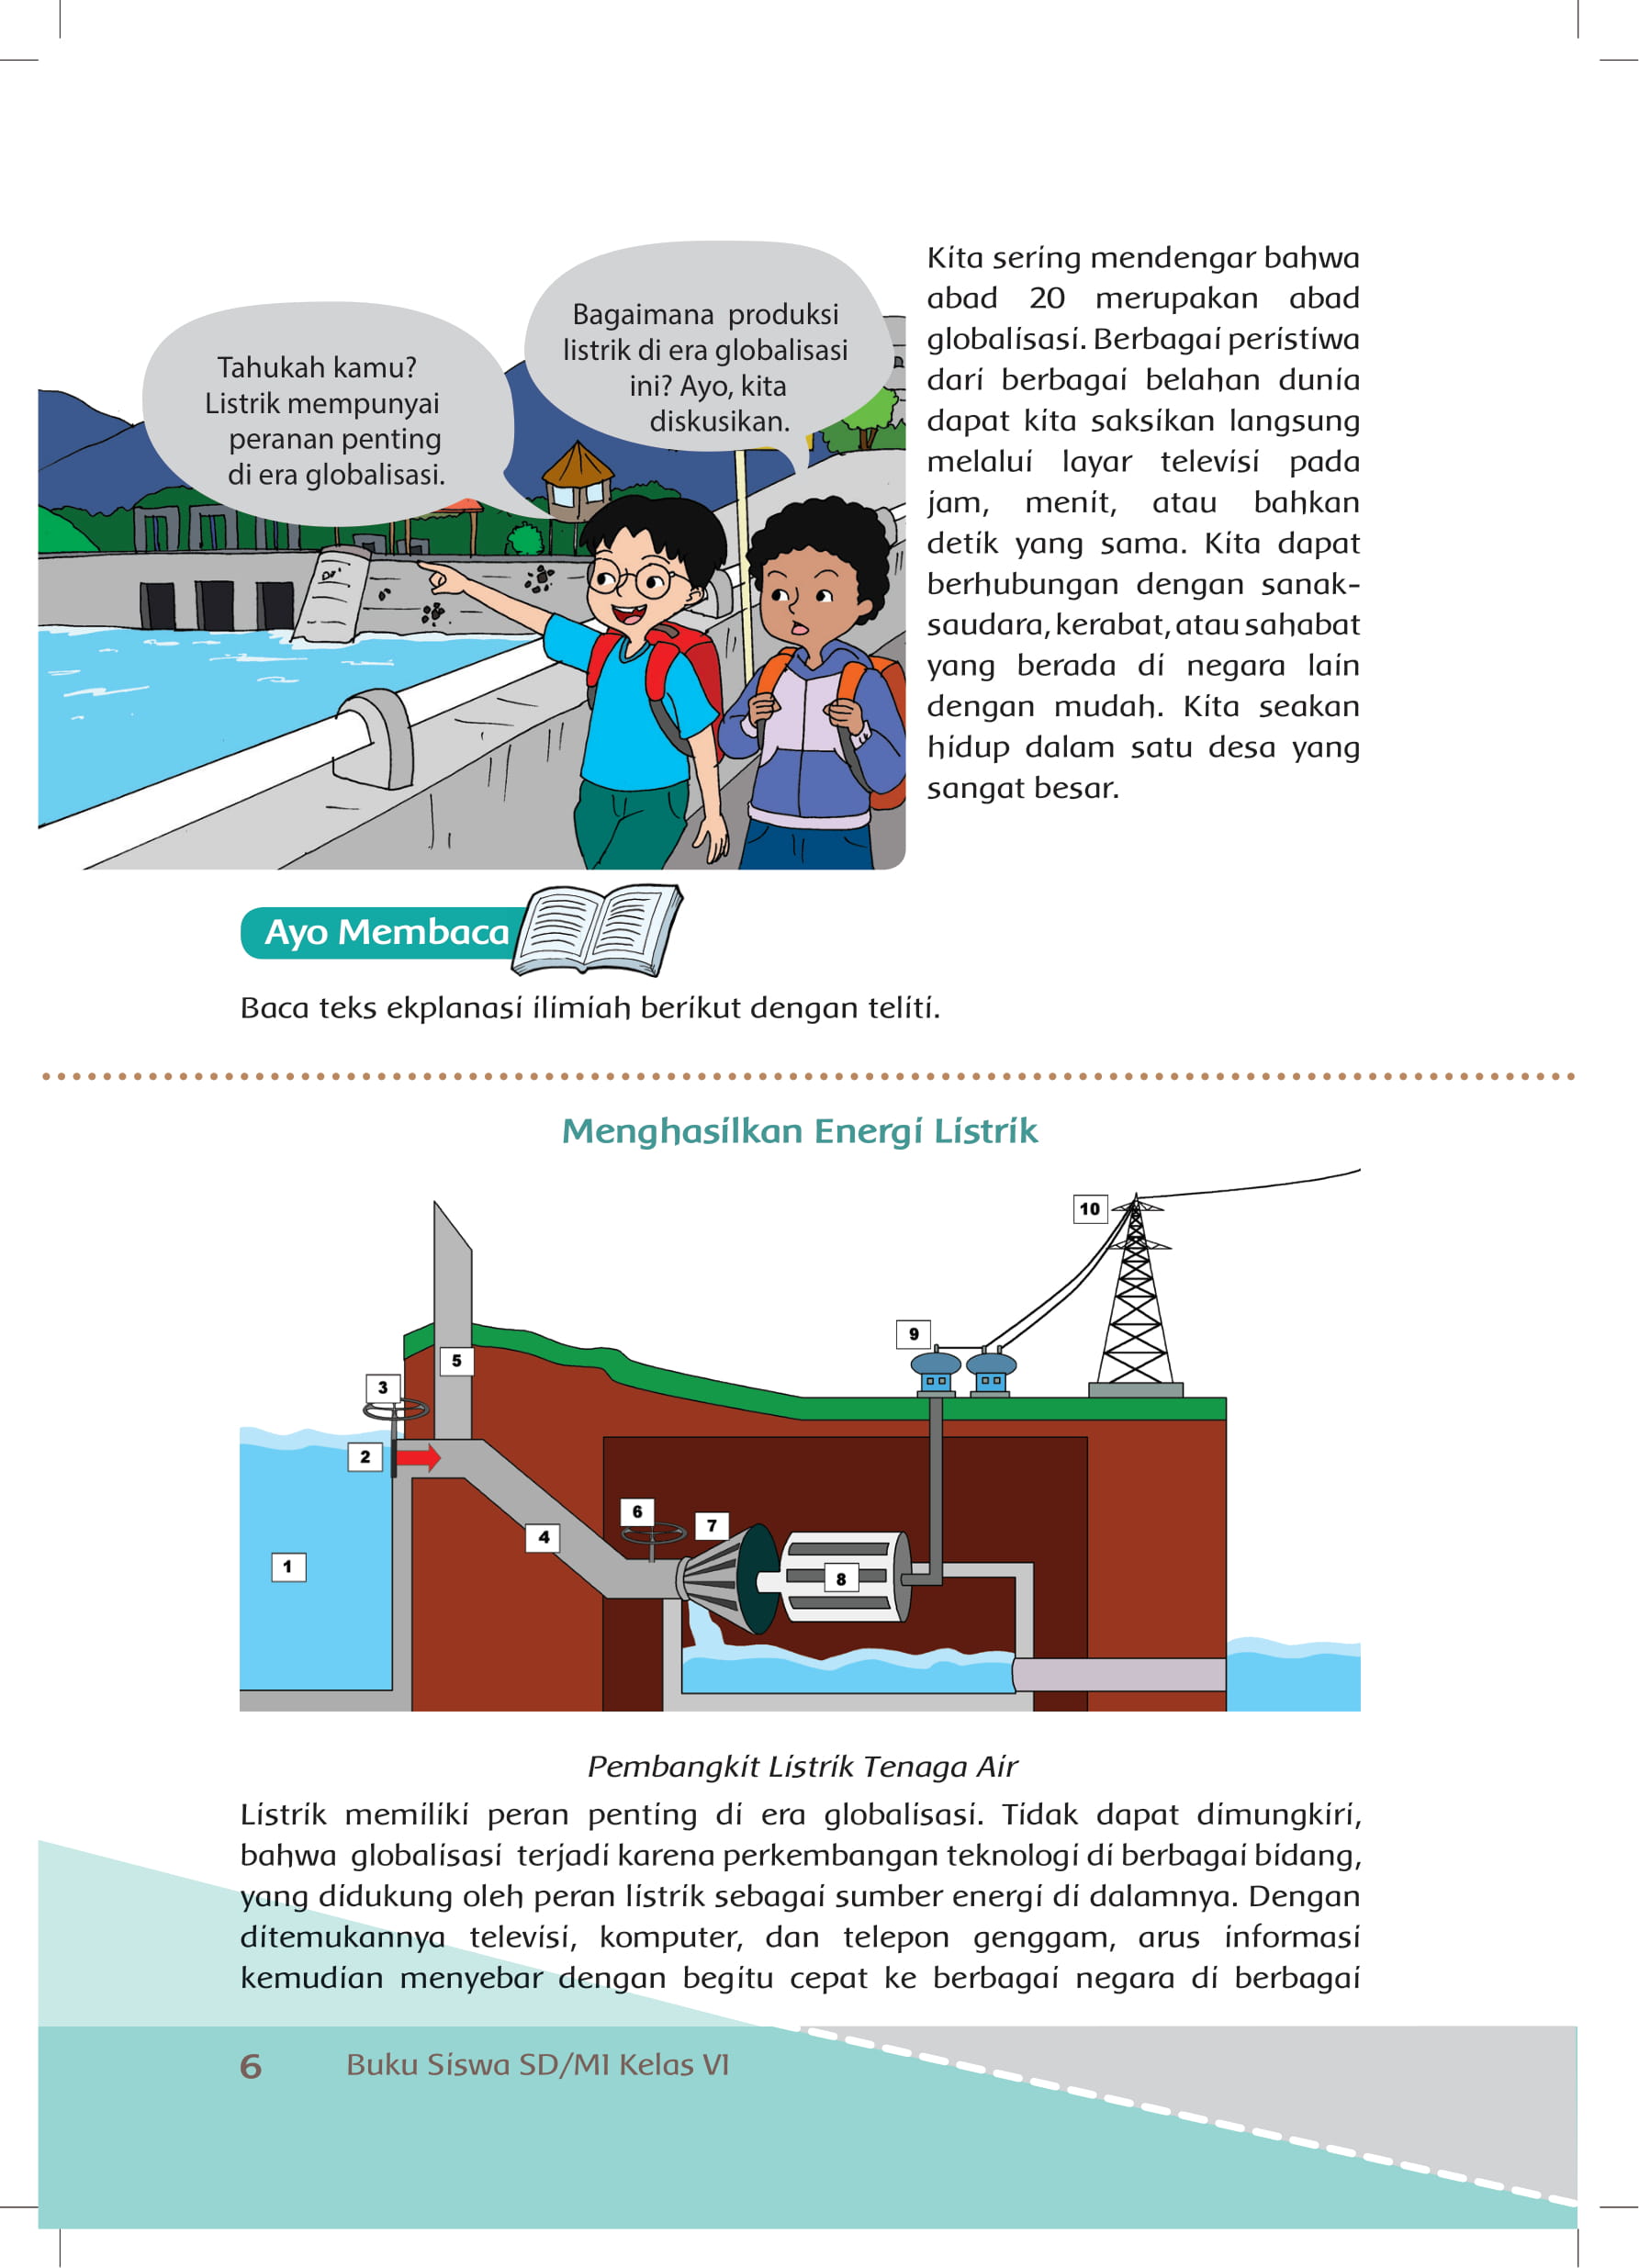 Tahukah kamu?
Listrik mempunyai
peranan penting
di era globalisasi.
Bagaimana produksi
listrik di era globalisasi
ini? Ayo, kita
diskusikan.
Kita sering mendengar bahwa
abad 20 merupakan abad
globalisasi. Berbagai peristiwa
dari berbagai belahan dunia
dapat kita saksikan langsung
melalui layar televisi pada
jam, menit, atau bahkan
detik yang sama. Kita dapat
berhubungan dengan sanak-
saudara, kerabat, atau sahabat
yang berada di negara lain
dengan mudah. Kita seakan
hidup dalam satu desa yang
sangat besar.
Ayo Membaca
Baca teks ekplanasi ilimiah berikut dengan teliti.
Menghasilkan Energi Listrik
10
9
5
3
2
6
7
4
1
8
Pembangkit Listrik Tenaga Air
Listrik memiliki peran penting di era globalisasi. Tidak dapat dimungkiri,
bahwa globalisasi terjadi karena perkembangan teknologi di berbagai bidang,
yang didukung oleh peran listrik sebagai sumber energi di dalamnya. Dengan
ditemukannya televisi, komputer, dan telepon genggam, arus informasi
kemudian menyebar dengan begitu cepat ke berbagai negara di berbagai
6 Buku Siswa SD/MI Kelas VI